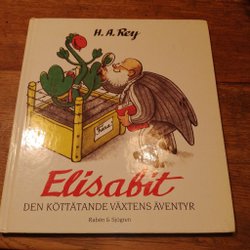 H. A. Rey
Elisabit
DEN KÖTTÄTANDE VÄXTENS ÄVENTYR
Rabén & Sjögren